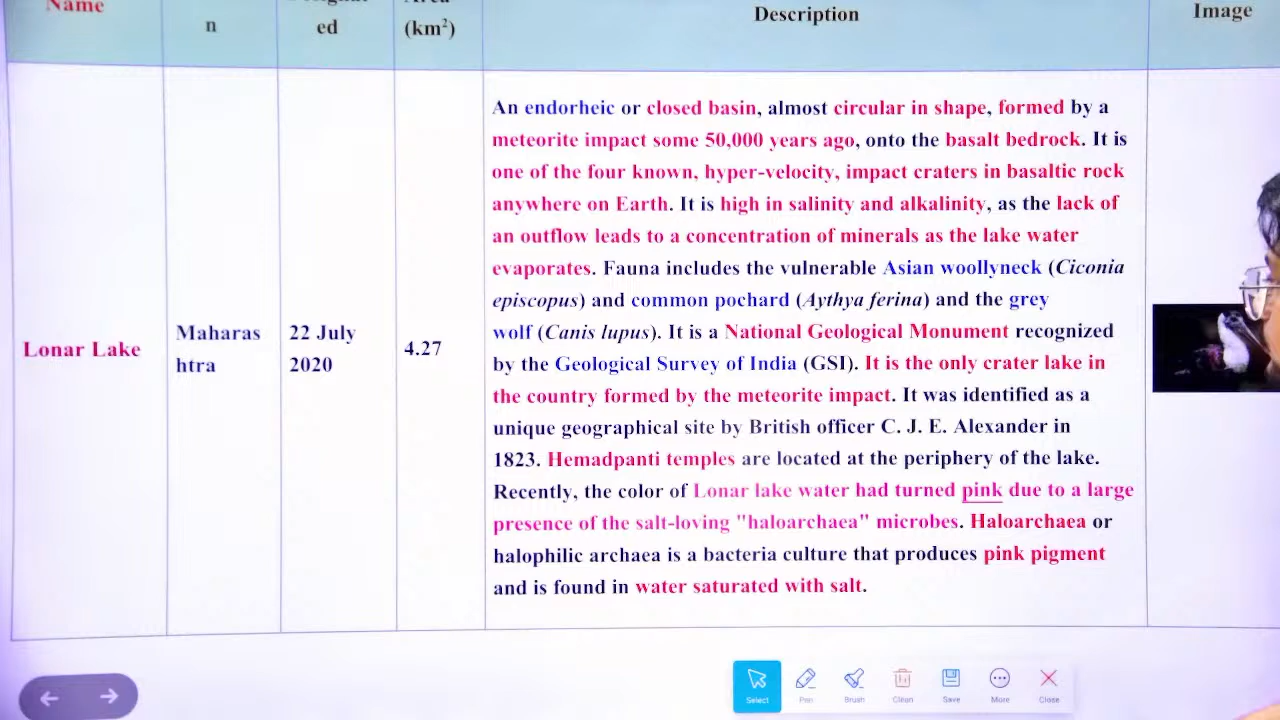 Name
n
ed
(km²)
Description
Image
An endorheic or closed basin, almost circular in shape, formed by a
meteorite impact some 50,000 years ago, onto the basalt bedrock. It is
one of the four known, hyper-velocity, impact craters in basaltic rock
anywhere on Earth. It is high in salinity and alkalinity, as the lack of
an outflow leads to a concentration of minerals as the lake water
evaporates. Fauna includes the vulnerable Asian woollyneck (Ciconia
episcopus) and common pochard (Aythya ferina) and the grey
wolf (Canis lupus). It is a National Geological Monument recognized
by the Geological Survey of India (GSI). It is the only crater lake in
the country formed by the meteorite impact. It was identified as a
unique geographical site by British officer C. J. E. Alexander in
1823. Hemadpanti temples are located at the periphery of the lake.
Recently, the color of Lonar lake water had turned pink due to a large
presence of the salt-loving "haloarchaea" microbes. Haloarchaea or
halophilic archaea is a bacteria culture that produces pink pigment
and is found in water saturated with salt.
Lonar Lake
Maharas
htra
22 July
2020
4.27
Select
Pen
Brush
Clean
Save
More
Close